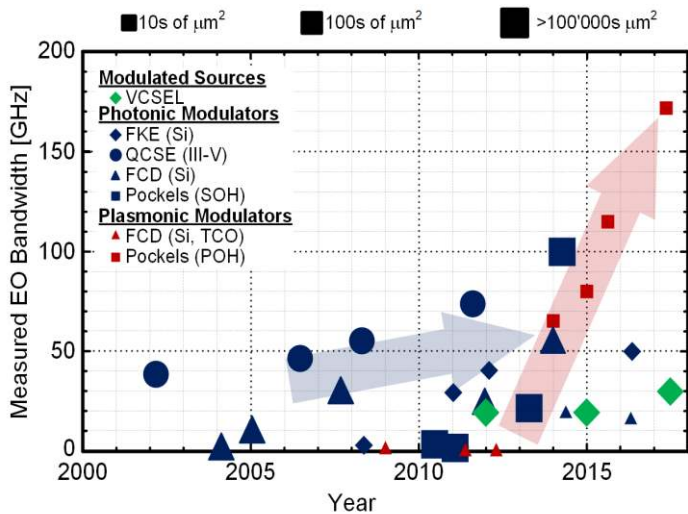 10s of μm²
100s of μm²
>100'000s μm²
Modulated Sources
VCSEL
Photonic Modulators
FKE (Si)
QCSE (III-V)
FCD (Si)
Pockels (SOH)
Plasmonic Modulators
FCD (Si, TCO)
Pockels (POH)
Measured EO Bandwidth [GHz]
200
150
100
50
0
2000
2005
2010
2015
Year